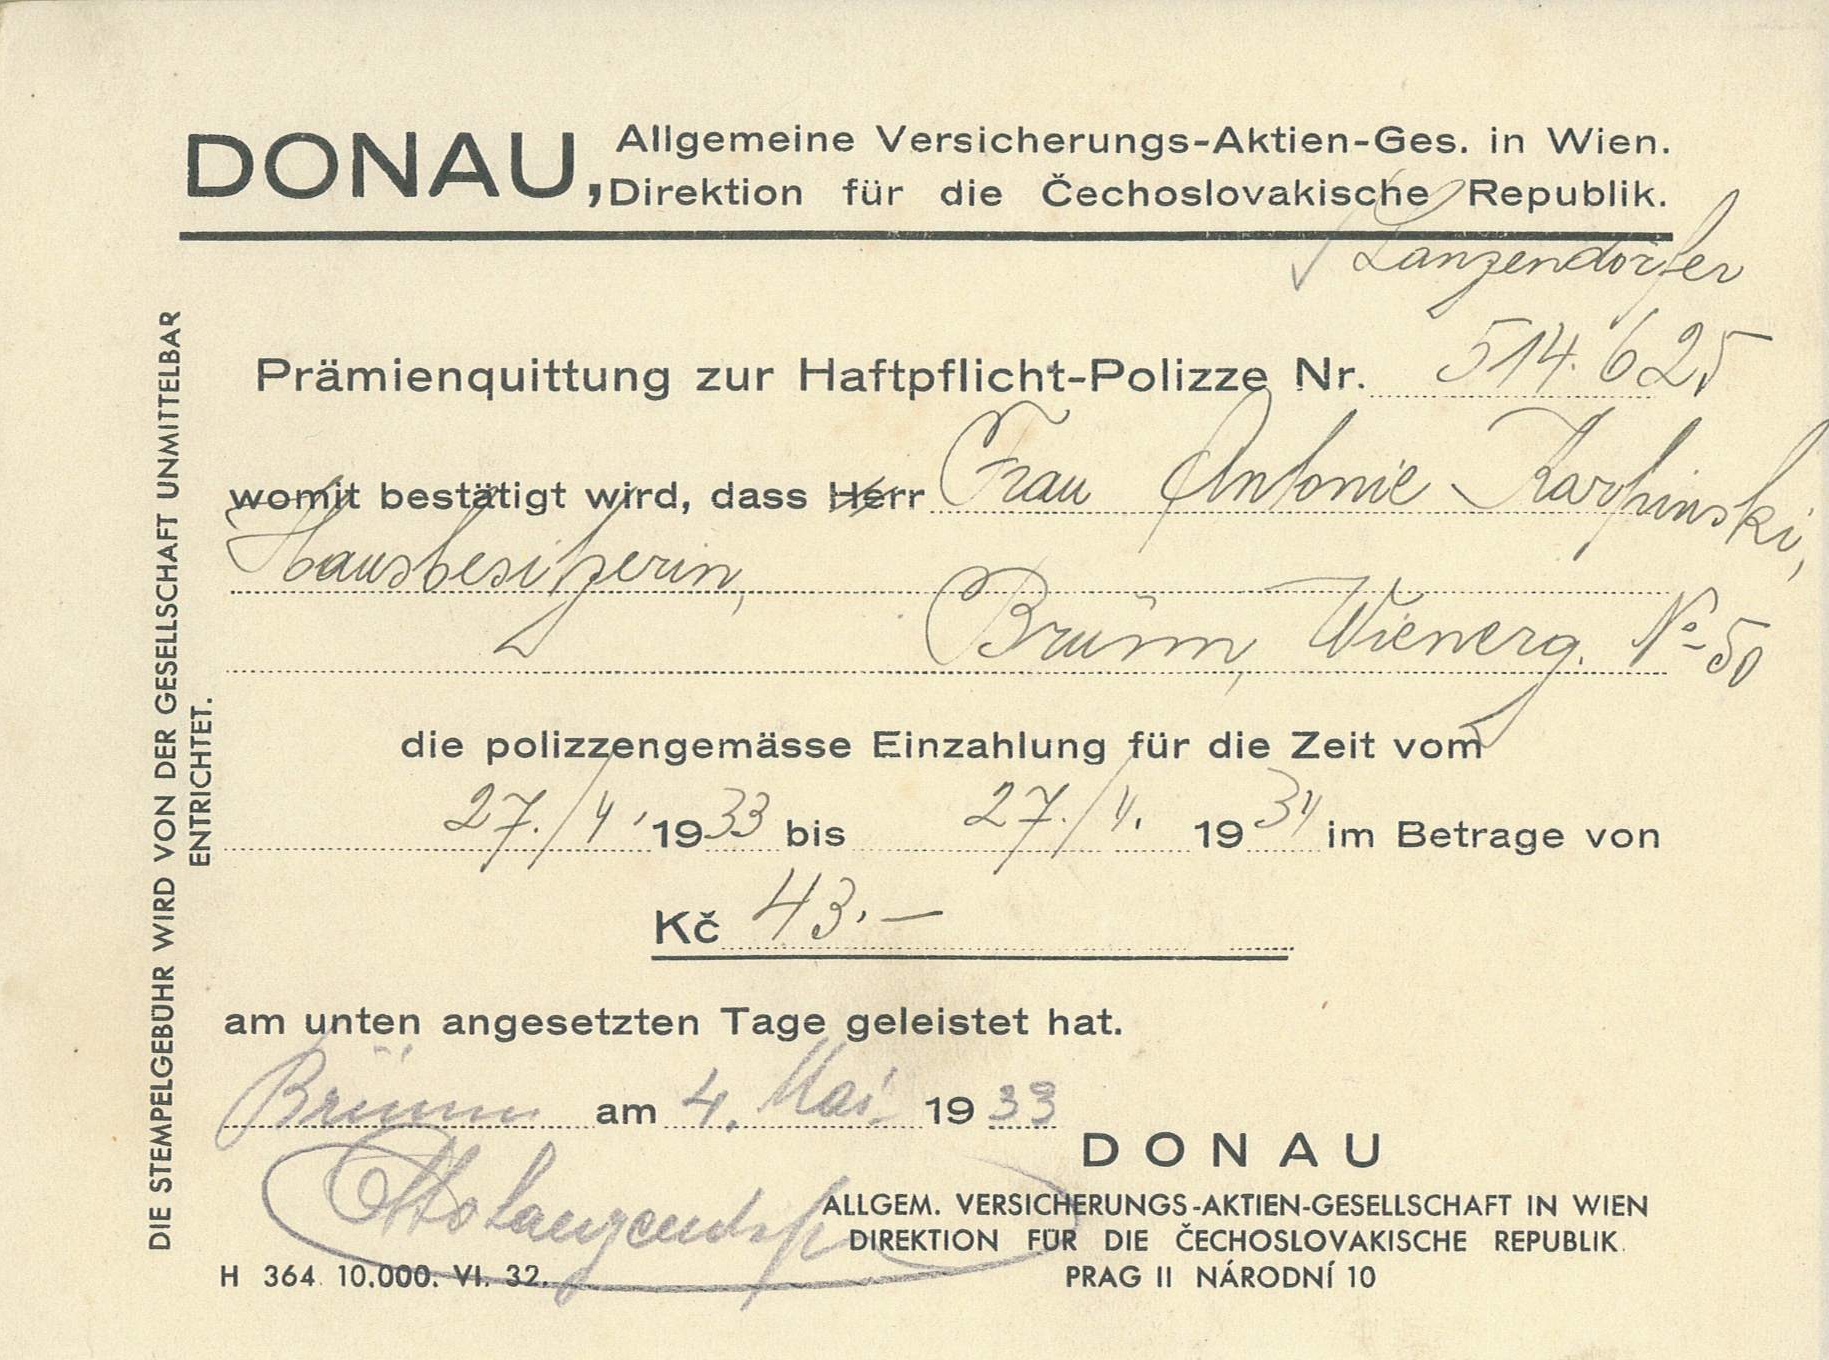 DONAU, Allgemeine Versicherungs-Aktien-Ges. in Wien.
Direktion für die Čechoslovakische Republik.
Lanzendörfer
Prämienquittung zur Haftpflicht-Polizze Nr. 514.625
womit bestätigt wird, dass Herr Frau Antonie Karpinski,
Hausbesitzerin,
Brünn, Wienerg. No 50
die polizzengemässe Einzahlung für die Zeit vom
27./4. 1933 bis 27./4. 1934 im Betrage von
Kč 43.—
am unten angesetzten Tage geleistet hat.
Brünn am 4. Mai 1933
DONAU
Otto Lanzendörfer
ALLGEM. VERSICHERUNGS-AKTIEN-GESELLSCHAFT IN WIEN
DIREKTION FÜR DIE ČECHOSLOVAKISCHE REPUBLIK.
H 364. 10.000. VI. 32.
PRAG II NÁRODNÍ 10
DIE STEMPELGEBÜHR WIRD VON DER GESELLSCHAFT UNMITTELBAR
ENTRICHTET.